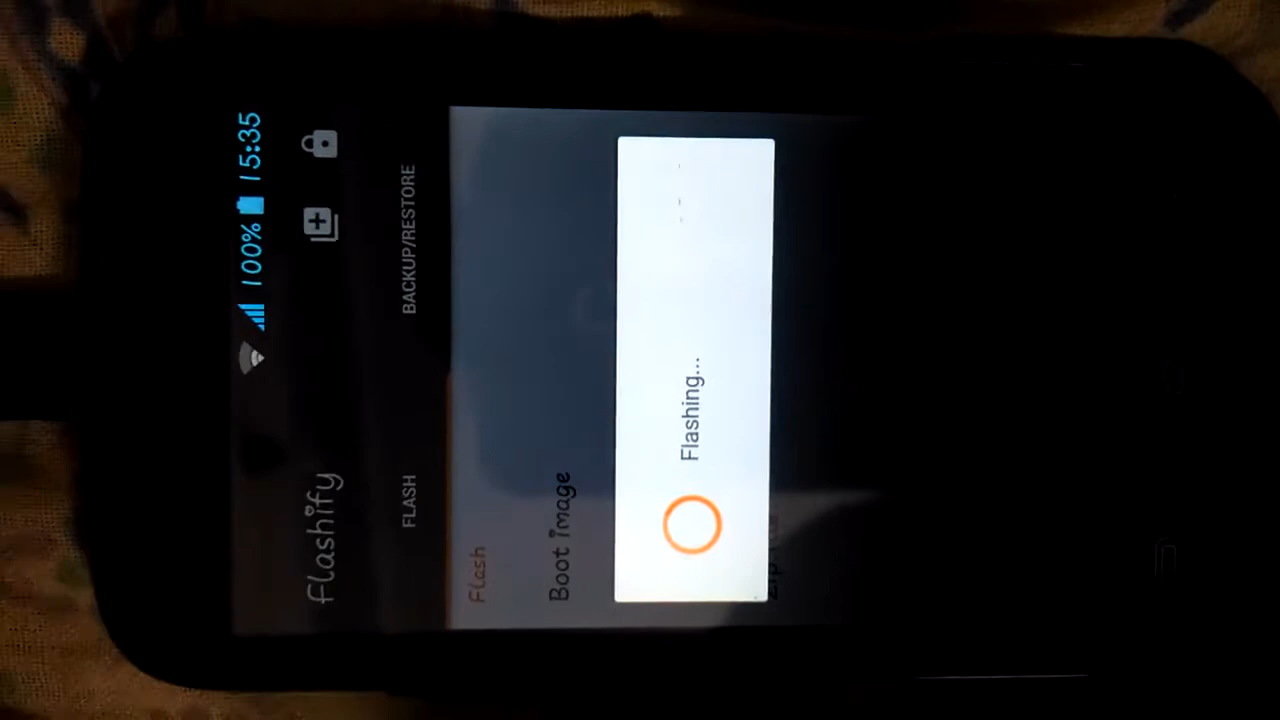 100% 15:35
Flashify
FLASH BACKUP/RESTORE
Flash
Boot image
Flashing...